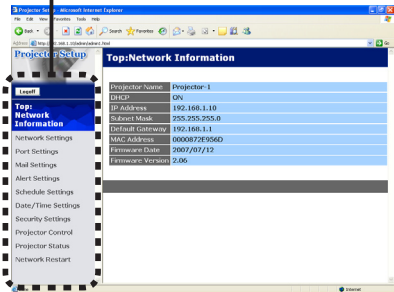 Projector Setup - Microsoft Internet Explorer
File Edit View Favorites Tools Help
Back Search Favorites
Address
Go
Projector Setup
Logoff
Top:
Network
Information
Network Settings
Port Settings
Mail Settings
Alert Settings
Schedule Settings
Date/Time Settings
Security Settings
Projector Control
Projector Status
Network Restart
Top:Network Information
Projector Name Projector-1
DHCP ON
IP Address 192.168.1.10
Subnet Mask 255.255.255.0
Default Gateway 192.168.1.1
MAC Address 0000872E956D
Firmware Date 2007/07/12
Firmware Version 2.06
Internet